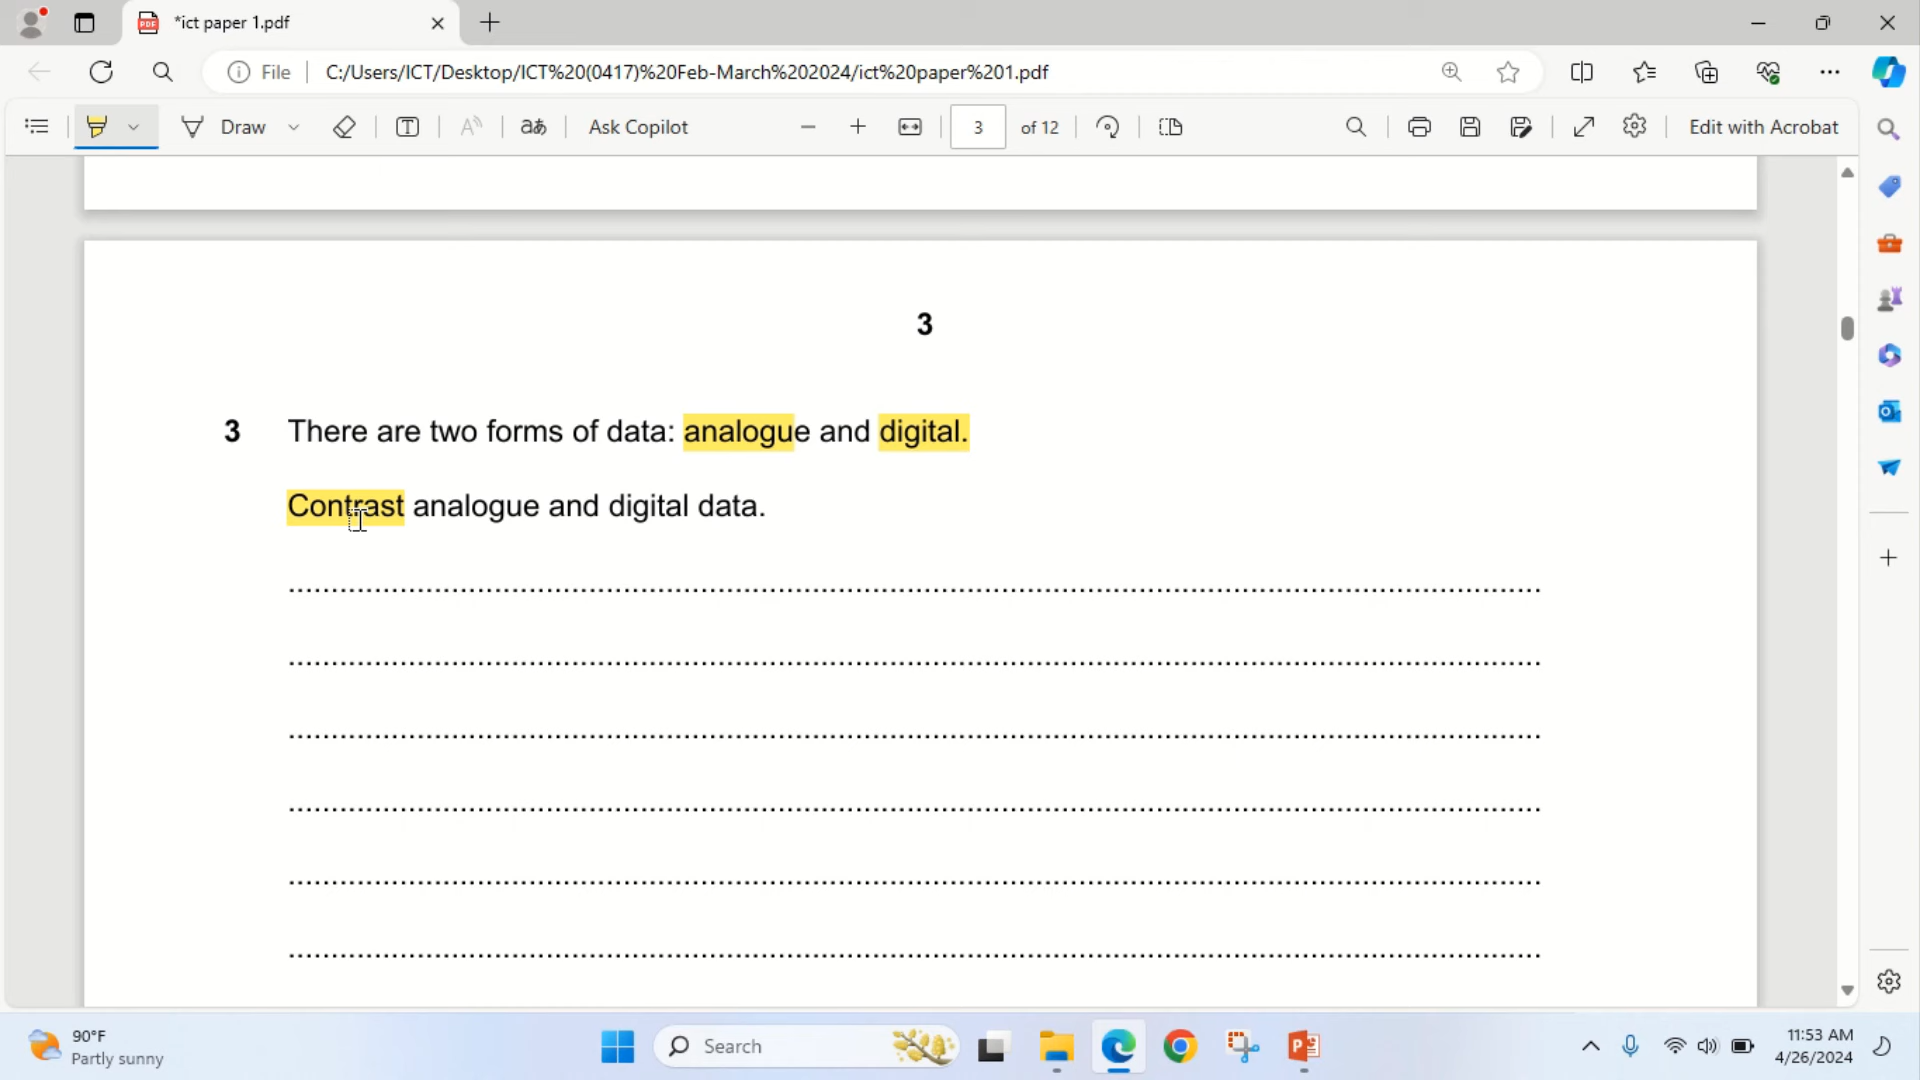 *ict paper 1.pdf
File
C:/Users/ICT/Desktop/ICT%20(0417)%20Feb-March%202024/ict%20paper%201.pdf
Draw
Ask Copilot
3
of 12
Edit with Acrobat
3
3 There are two forms of data: analogue and digital.
Contrast analogue and digital data.
90°F
Partly sunny
Search
11:53 AM
4/26/2024